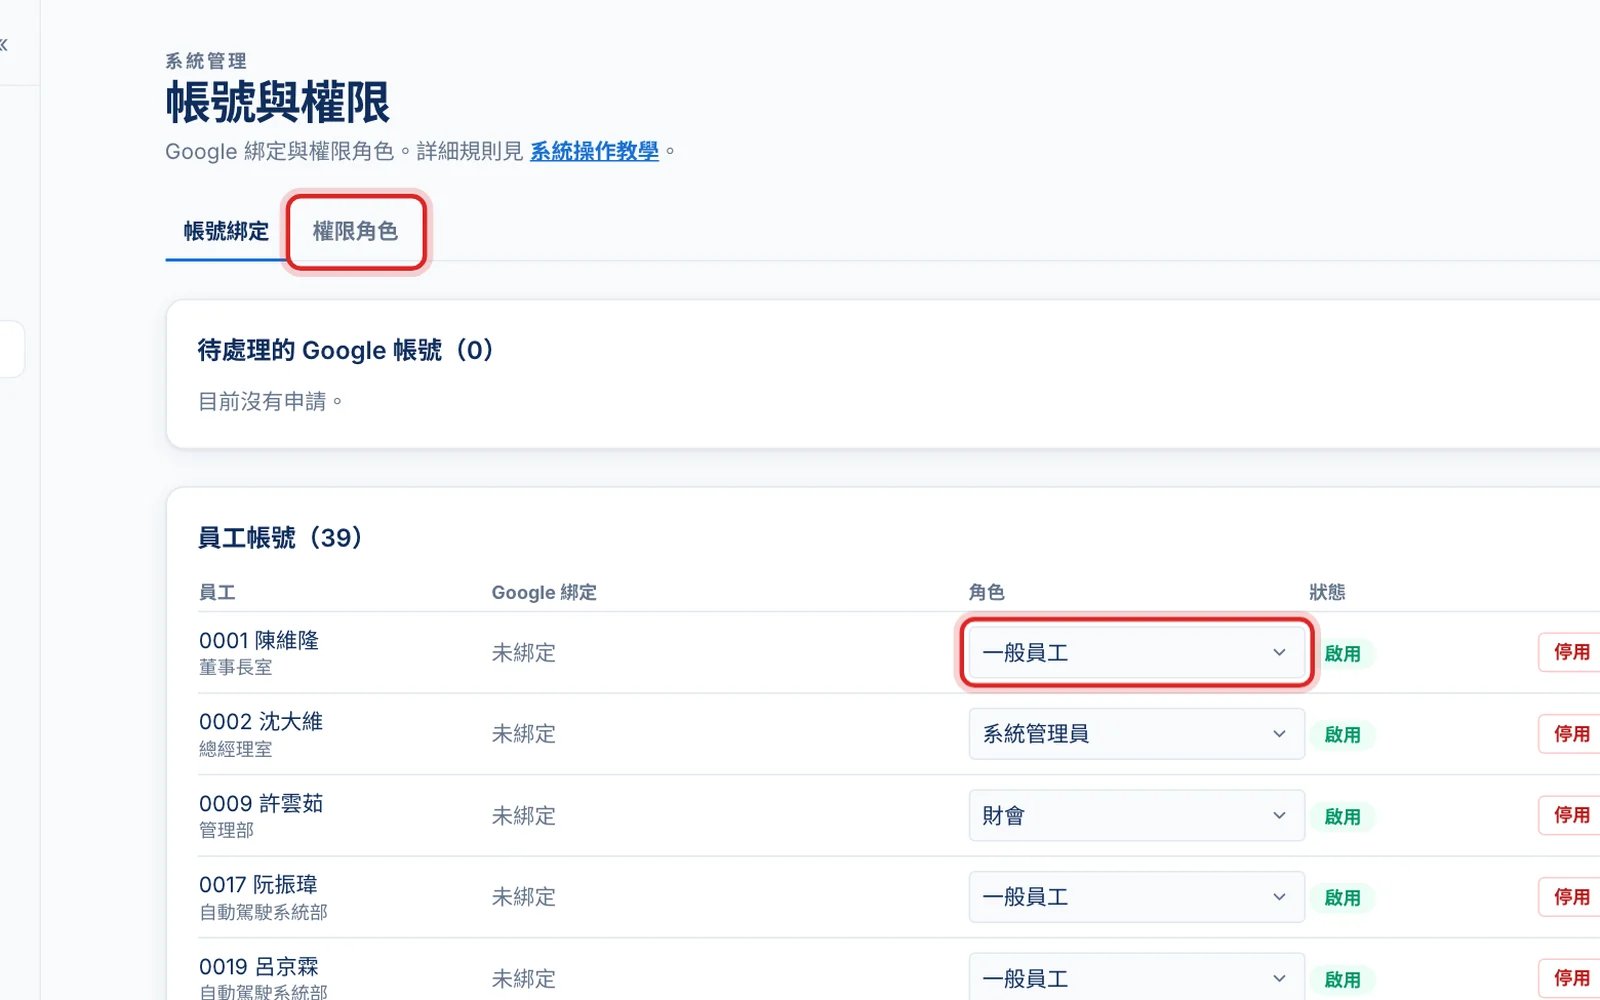 «
系統管理
帳號與權限
Google 綁定與權限角色。詳細規則見 系統操作教學。
帳號綁定 權限角色
待處理的 Google 帳號（0）
目前沒有申請。
員工帳號（39）
員工 Google 綁定 角色 狀態
0001 陳維隆 未綁定 一般員工 啟用 停用
董事長室
0002 沈大維 未綁定 系統管理員 啟用 停用
總經理室
0009 許雲茹 未綁定 財會 啟用 停用
管理部
0017 阮振瑋 未綁定 一般員工 啟用 停用
自動駕駛系統部
0019 呂京霖 未綁定 一般員工 啟用 停用
自動駕駛系統部